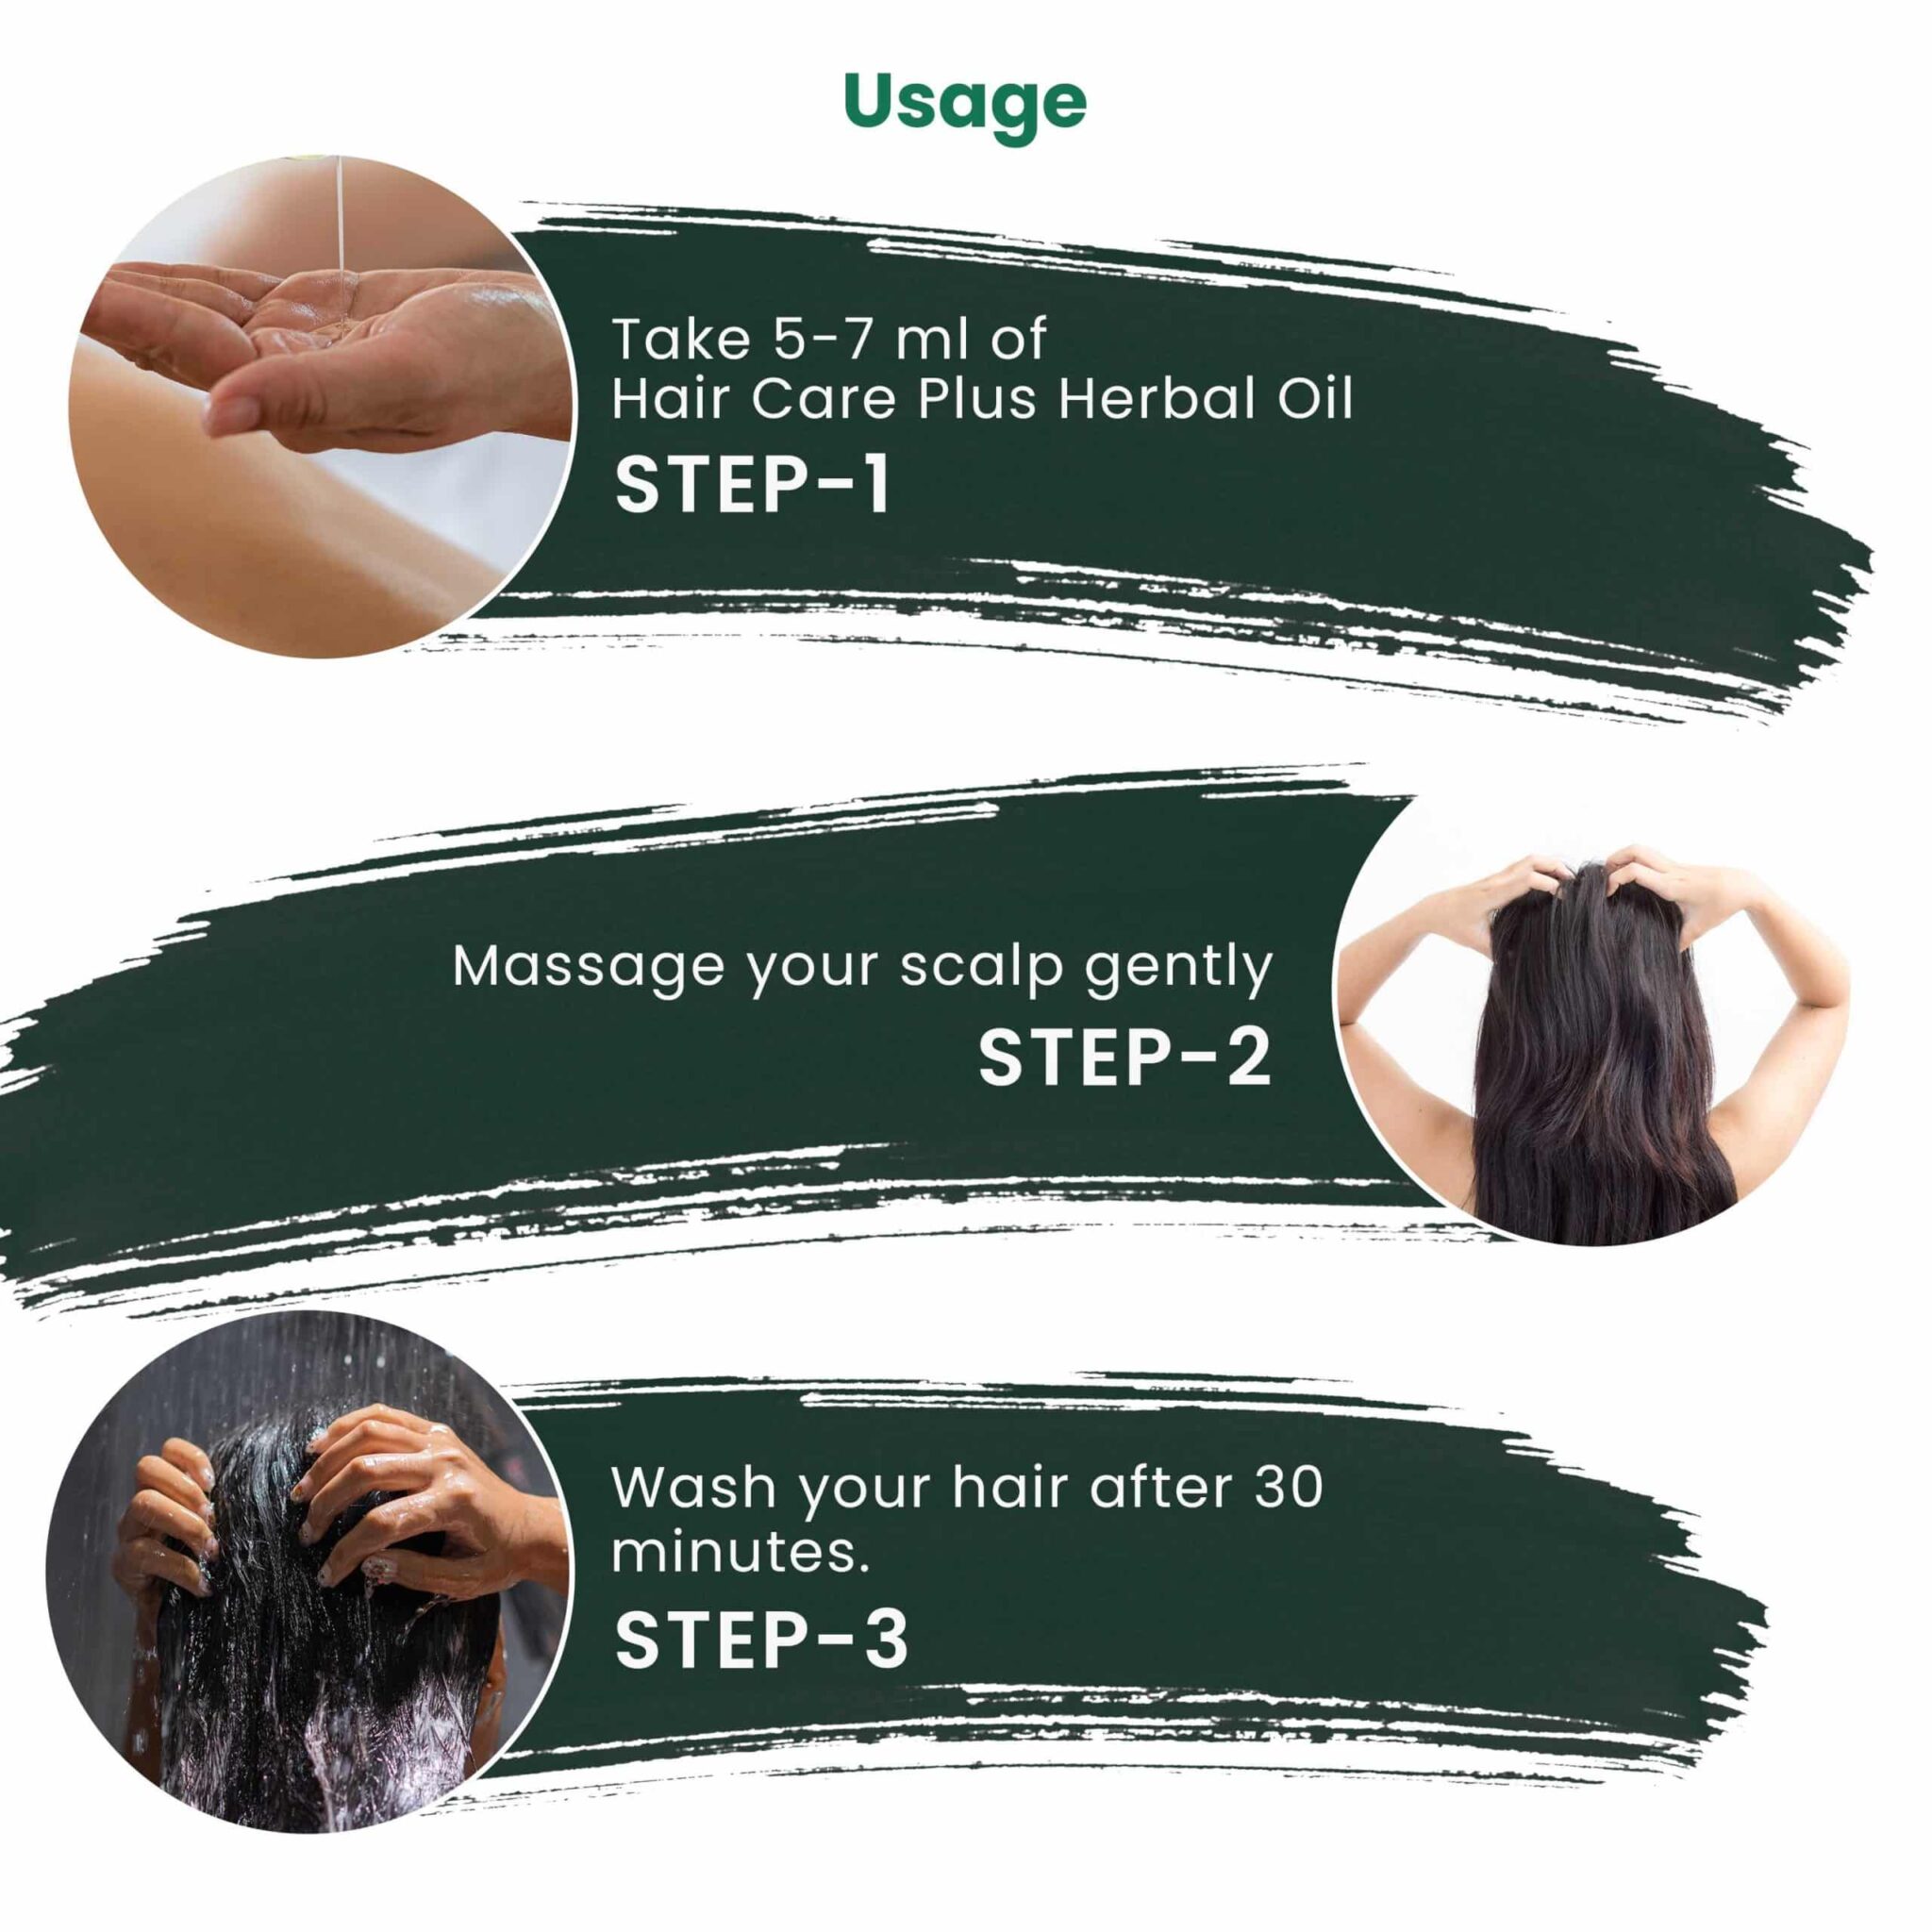 Usage
Take 5-7 ml of
Hair Care Plus Herbal Oil
STEP-1
Massage your scalp gently
STEP-2
Wash your hair after 30
minutes.
STEP-3